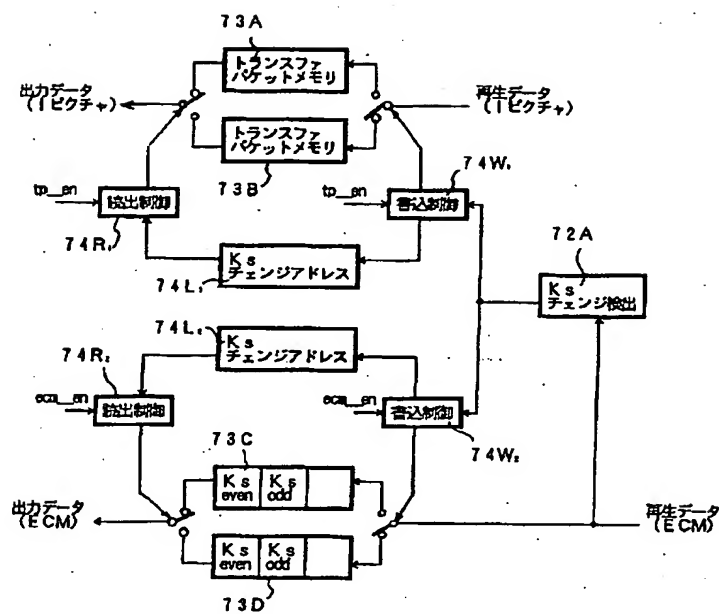 73A
トランスファ
パケットメモリ
出力データ
(Iピクチャ)
再生データ
(Iピクチャ)
トランスファ
パケットメモリ
73B
74W₁
tp_en
読出制御
tp_en
書込制御
74R₁
72A
Ks
チェンジアドレス
74L₁
Ks
チェンジ検出
74L₂
Ks
チェンジアドレス
74R₂
ecm_en
読出制御
ecm_en
書込制御
74W₂
73C
Ks
even
Ks
odd
出力データ
(ECM)
再生データ
(ECM)
Ks
even
Ks
odd
73D